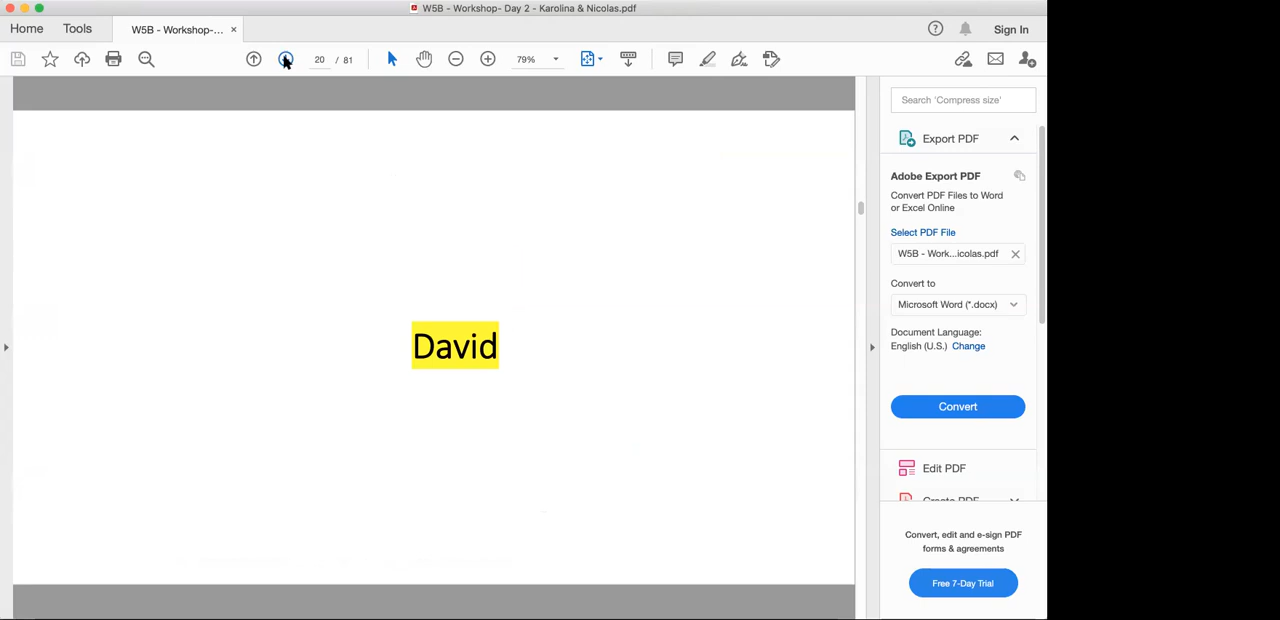 W5B - Workshop- Day 2 - Karolina & Nicolas.pdf
Home Tools W5B - Workshop-... × ? Sign In
20 / 81 79%
Search 'Compress size'
Export PDF
Adobe Export PDF
Convert PDF Files to Word
or Excel Online
Select PDF File
W5B - Work...icolas.pdf
Convert to
Microsoft Word (*.docx)
Document Language:
English (U.S.) Change
Convert
Edit PDF
Create PDF
Convert, edit and e-sign PDF
forms & agreements
Free 7-Day Trial
David